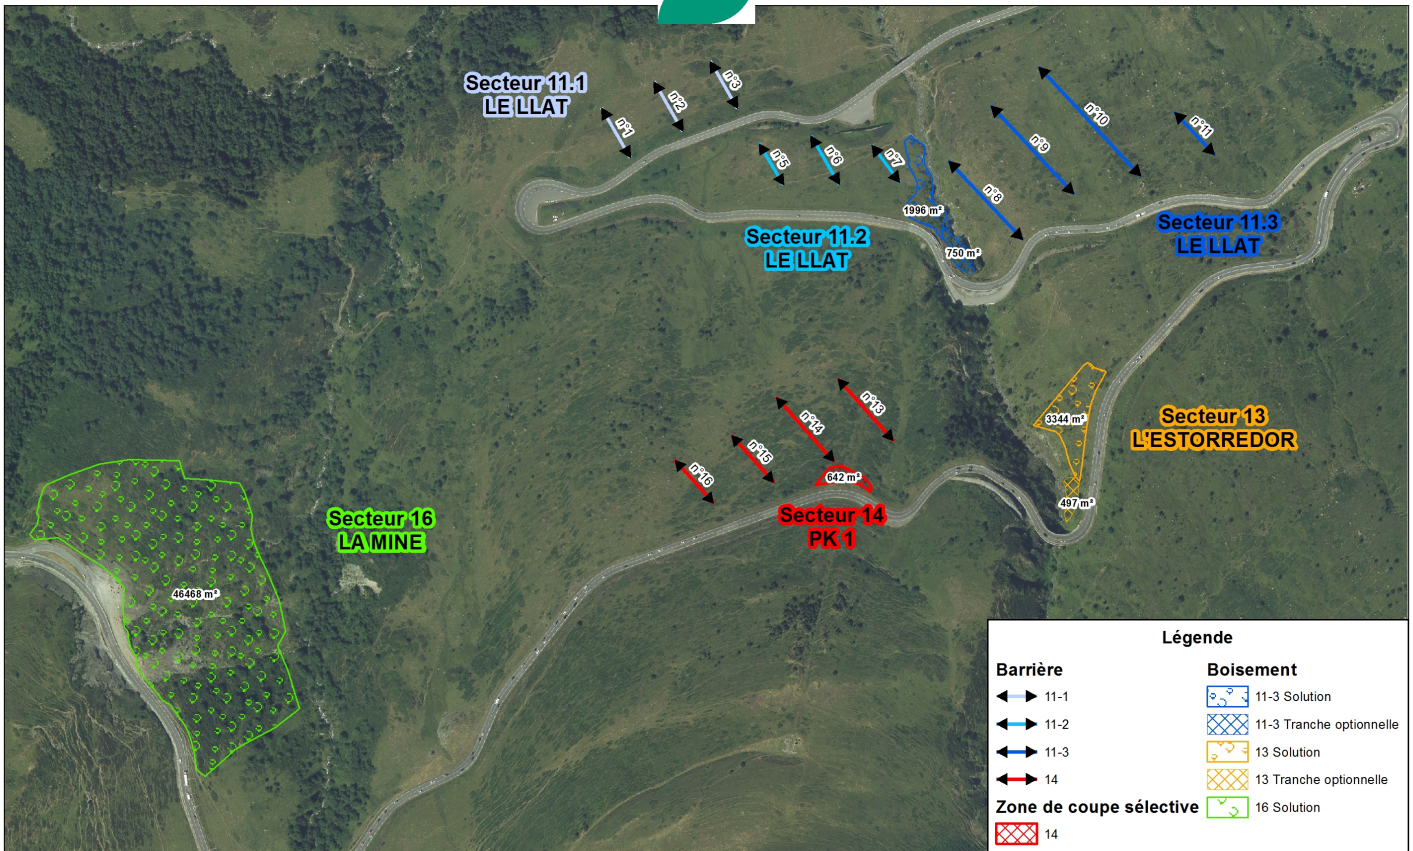 Secteur 11.1
LE LLAT
n°1
n°2
n°3
n°5
n°6
n°7
n°8
n°9
n°10
n°11
1996 m²
750 m²
Secteur 11.2
LE LLAT
Secteur 11.3
LE LLAT
n°13
n°14
n°15
n°16
642 m²
Secteur 14
PK 1
3344 m²
497 m²
Secteur 13
L'ESTORREDOR
Secteur 16
LA MINE
46468 m²
Légende
Barrière
11-1
11-2
11-3
14
Zone de coupe sélective
14
Boisement
11-3 Solution
11-3 Tranche optionnelle
13 Solution
13 Tranche optionnelle
16 Solution